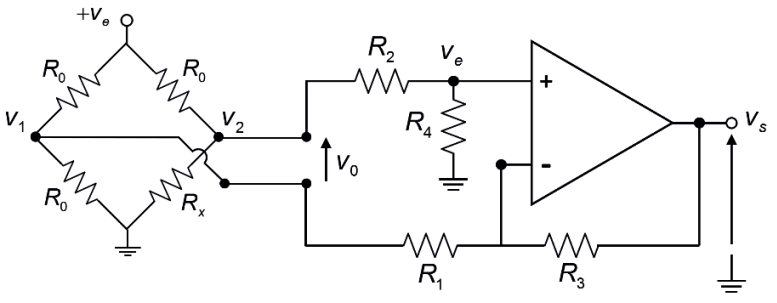 +v_e
R_0 R_0
v_1 v_2
R_0 R_x
v_0
R_2 v_e
R_4
+
-
R_1 R_3
v_s